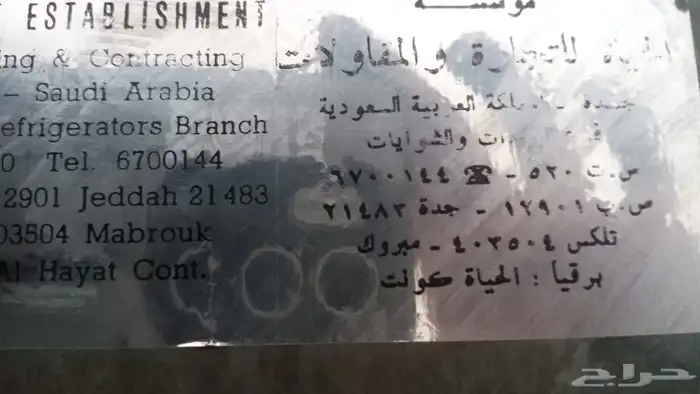 ESTABLISHMENT
ing & Contracting
– Saudi Arabia
efrigerators Branch
0 Tel. 6700144
2901 Jeddah 21483
03504 Mabrouk
Al Hayat Cont.
مؤسسة
الحياة للتجارة والمقاولات
جدة - المملكة العربية السعودية
والشوايات
س.ت ٥٢٠ - ☎ ٦٧٠٠١٤٤
ص.ب ١٢٩٠١ - جدة ٢١٤٨٣
تلكس ٤٠٣٥٠٤ - مبروك
برقياً : الحياة كونت
حراج